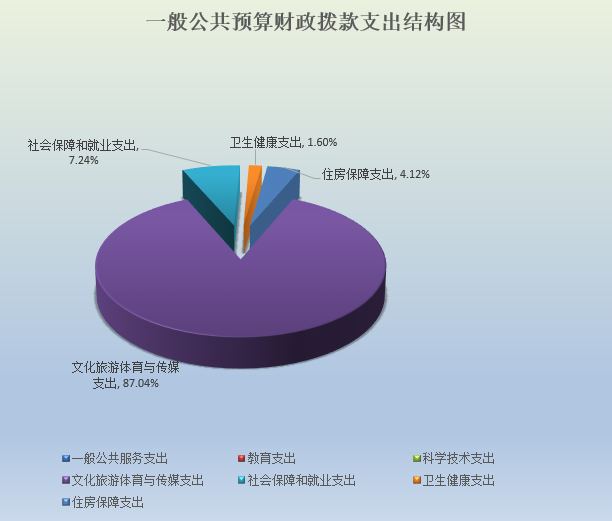 一般公共预算财政拨款支出结构图
社会保障和就业支出,
7.24%
卫生健康支出, 1.60%
住房保障支出, 4.12%
文化旅游体育与传媒
支出, 87.04%
一般公共服务支出
教育支出
科学技术支出
文化旅游体育与传媒支出
社会保障和就业支出
卫生健康支出
住房保障支出